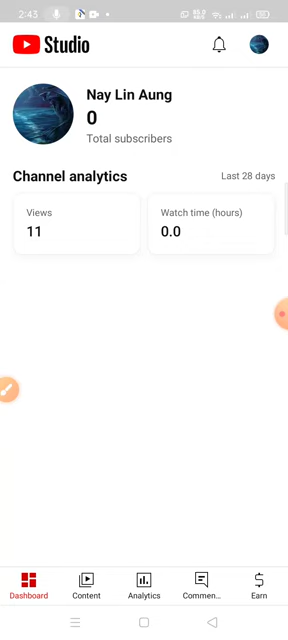 2:43
Studio
Nay Lin Aung
0
Total subscribers
Channel analytics
Last 28 days
Views
11
Watch time (hours)
0.0
Dashboard
Content
Analytics
Commen...
Earn